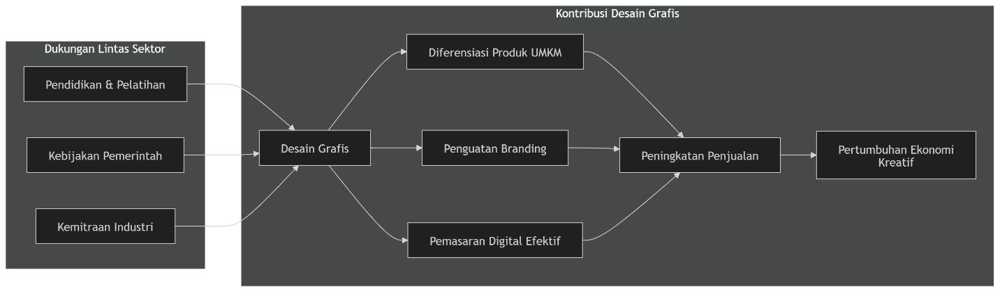 Dukungan Lintas Sektor
Pendidikan & Pelatihan
Kebijakan Pemerintah
Kemitraan Industri
Kontribusi Desain Grafis
Desain Grafis
Diferensiasi Produk UMKM
Penguatan Branding
Pemasaran Digital Efektif
Peningkatan Penjualan
Pertumbuhan Ekonomi
Kreatif